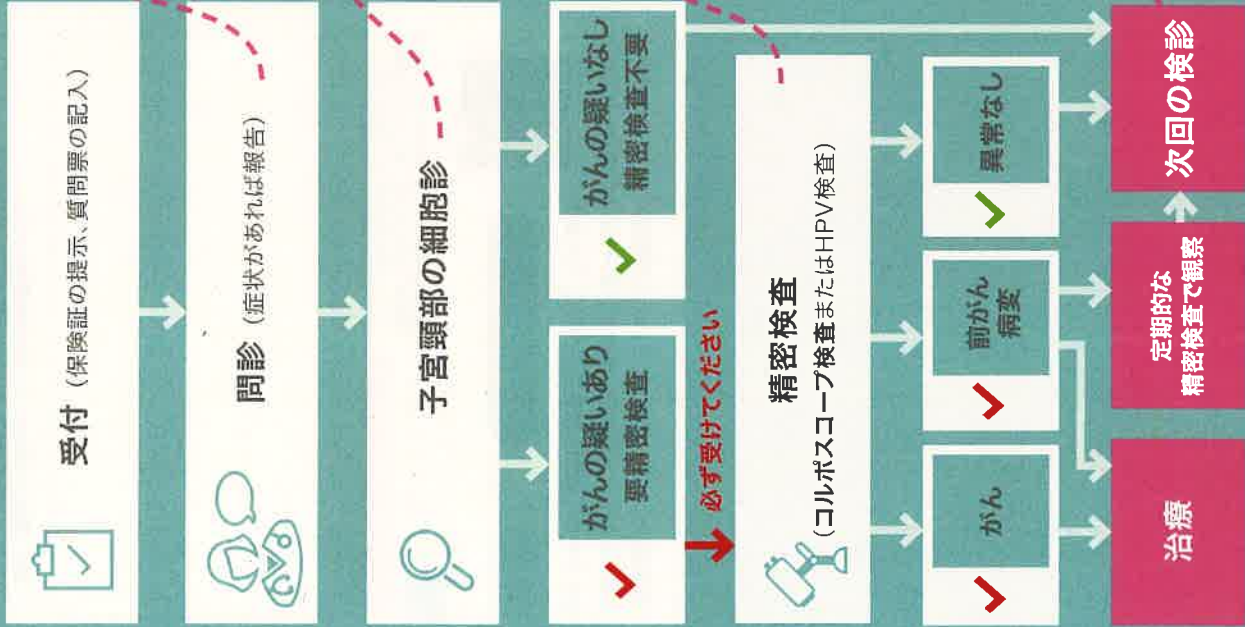 受付（保険証の提示、質問票の記入）
問診（症状があれば報告）
子宮頸部の細胞診
がんの疑いあり
要精密検査
がんの疑いなし
精密検査不要
必ず受けてください
精密検査
（コルポスコープ検査またはHPV検査）
がん
前がん
病変
異常なし
治療
定期的な
精密検査で観察
次回の検診